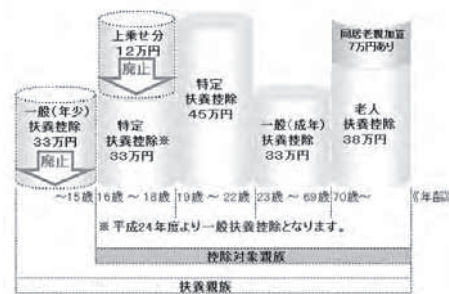 上乗せ分
12万円
廃止
同居老親加算
7万円あり
一般(年少)
扶養控除
33万円
廃止
特定
扶養控除※
33万円
特定
扶養控除
45万円
一般(成年)
扶養控除
33万円
老人
扶養控除
38万円
～15歳 16歳 ～ 18歳 19歳 ～ 22歳 23歳 ～ 69歳 70歳～ 《年齢》
※ 平成24年度より一般扶養控除となります。
控除対象親族
扶養親族